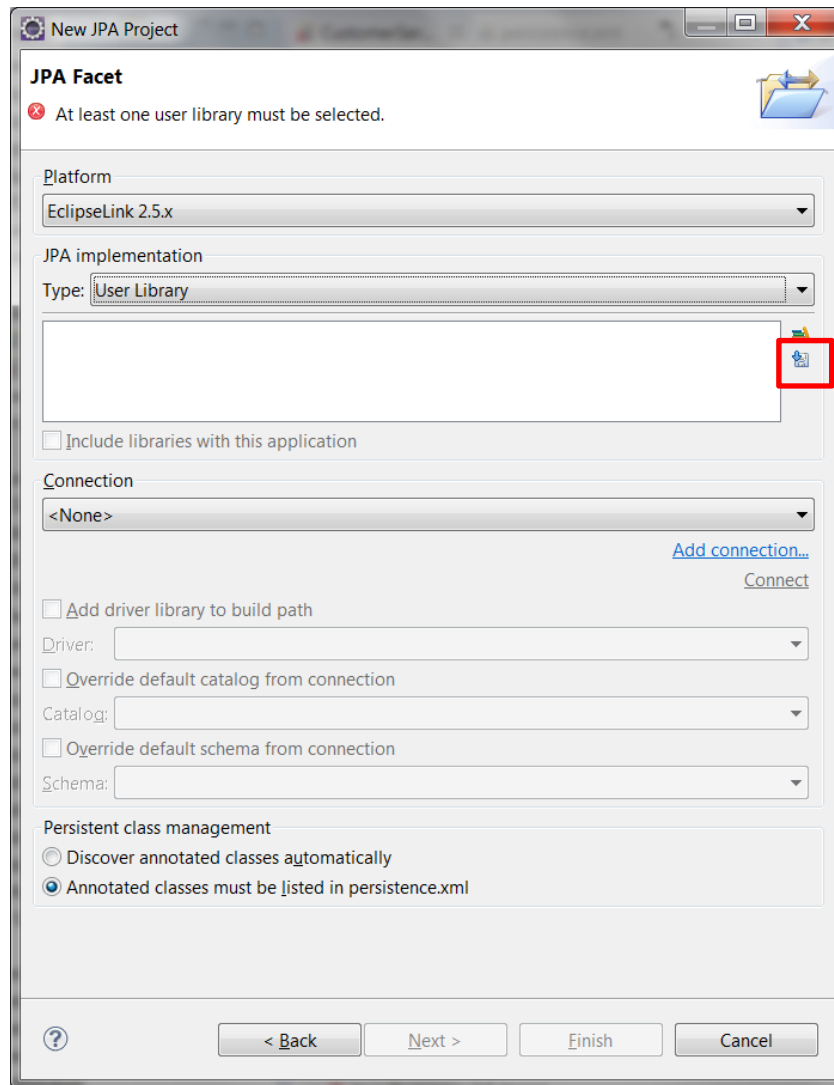 New JPA Project
JPA Facet
At least one user library must be selected.
Platform
EclipseLink 2.5.x
JPA implementation
Type: User Library
Include libraries with this application
Connection
<None>
Add connection...
Connect
Add driver library to build path
Driver:
Override default catalog from connection
Catalog:
Override default schema from connection
Schema:
Persistent class management
Discover annotated classes automatically
Annotated classes must be listed in persistence.xml
< Back Next > Finish Cancel